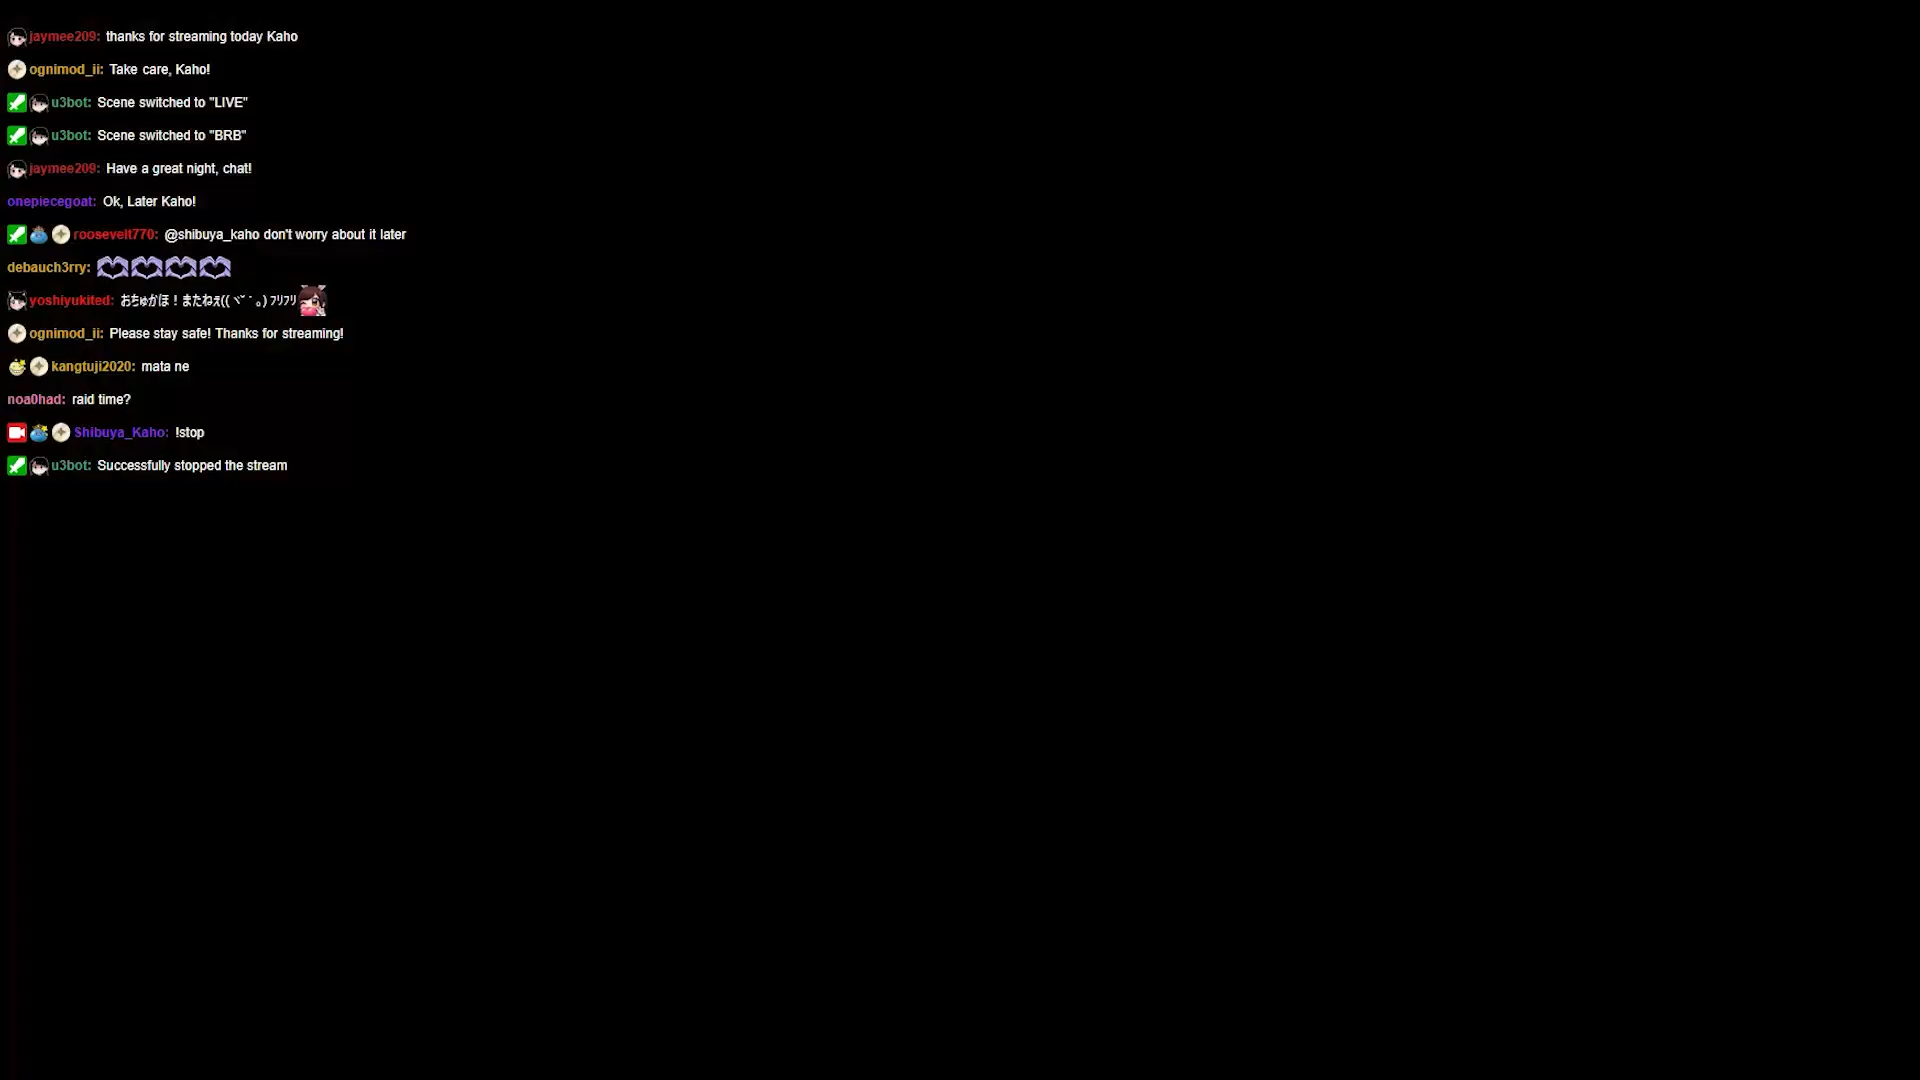 jaymee209: thanks for streaming today Kaho
ognimod_ii: Take care, Kaho!
u3bot: Scene switched to "LIVE"
u3bot: Scene switched to "BRB"
jaymee209: Have a great night, chat!
onepiecegoat: Ok, Later Kaho!
roosevelt770: @shibuya_kaho don't worry about it later
debauch3rry:
yoshiyukited: おちゅかほ！またねぇ((ヾ˘ ˊ ｡) ﾌﾘﾌﾘ
ognimod_ii: Please stay safe! Thanks for streaming!
kangtuji2020: mata ne
noa0had: raid time?
Shibuya_Kaho: !stop
u3bot: Successfully stopped the stream